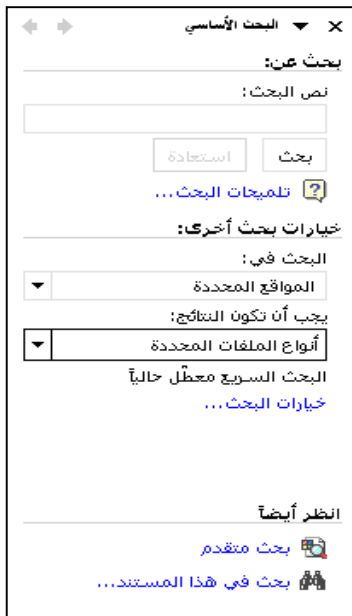 البحث الأساسي
بحث عن:
نص البحث:
بحث استعادة
تلميحات البحث...
خيارات بحث أخرى:
البحث في:
المواقع المحددة
يجب أن تكون النتائج:
أنواع الملفات المحددة
البحث السريع معطّل حالياً
خيارات البحث...
انظر أيضاً
بحث متقدم
بحث في هذا المستند...